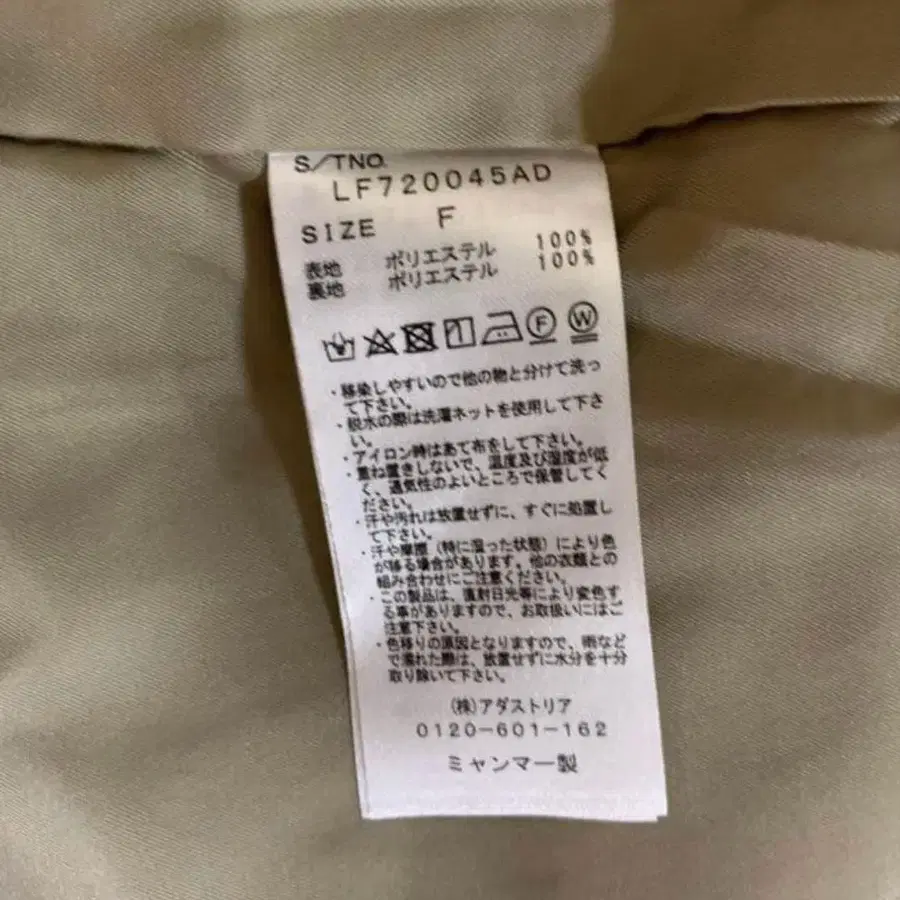 S/TNO.
LF720045AD
SIZE F
表地 ポリエステル 100%
裏地 ポリエステル 100%
F W
・移染しやすいので他の物と分けて洗っ
て下さい。
・脱水の際は洗濯ネットを使用して下さ
い。
・アイロン時はあて布をして下さい。
・重ね置きしないで、温度及び湿度が低
く、通気性のよいところで保管してく
ださい。
・汗や汚れは放置せずに、すぐに処置し
て下さい。
・汗や摩擦（特に湿った状態）により色
が移る場合があります。他の衣類との
組み合わせにご注意ください。
・この製品は、直射日光等により変色す
る事がありますので、お取扱いにはご
注意下さい。
・色移りの原因となりますので、雨など
で濡れた際は、放置せずに水分を十分
取り除いて下さい。
(株)アダストリア
0120-601-162
ミャンマー製